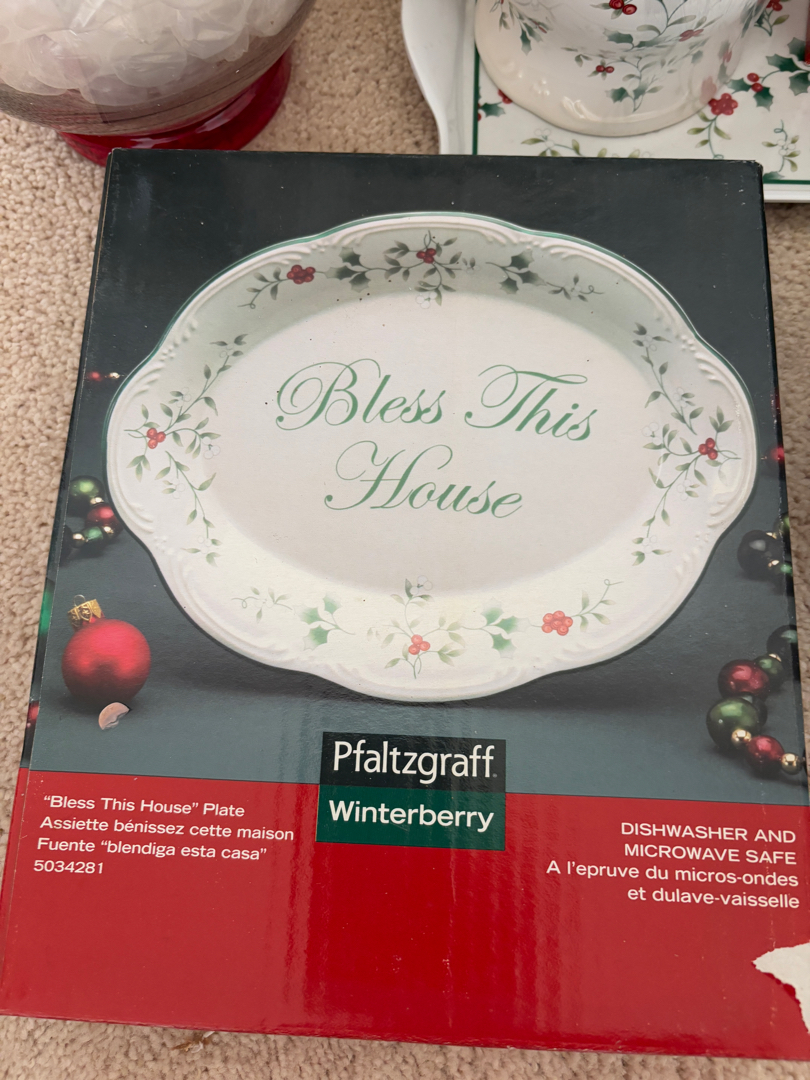 Bless This
House
Pfaltzgraff
Winterberry
“Bless This House” Plate
Assiette bénissez cette maison
Fuente “blendiga esta casa”
5034281
DISHWASHER AND
MICROWAVE SAFE
A l’epruve du micros-ondes
et dulave-vaisselle